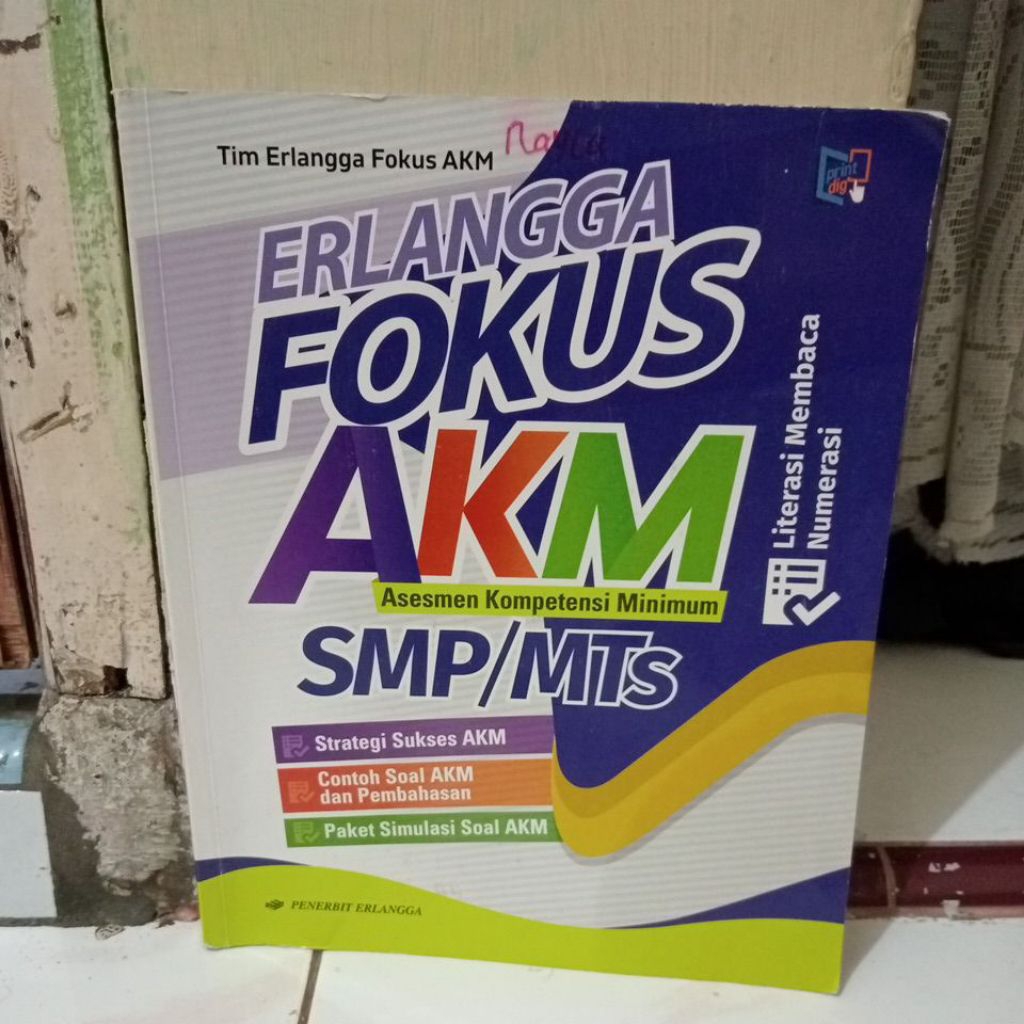 Tim Erlangga Fokus AKM
print
dig
ERLANGGA
FOKUS
AKM
Asesmen Kompetensi Minimum
SMP/MTs
Literasi Membaca
Numerasi
Strategi Sukses AKM
Contoh Soal AKM
dan Pembahasan
Paket Simulasi Soal AKM
PENERBIT ERLANGGA